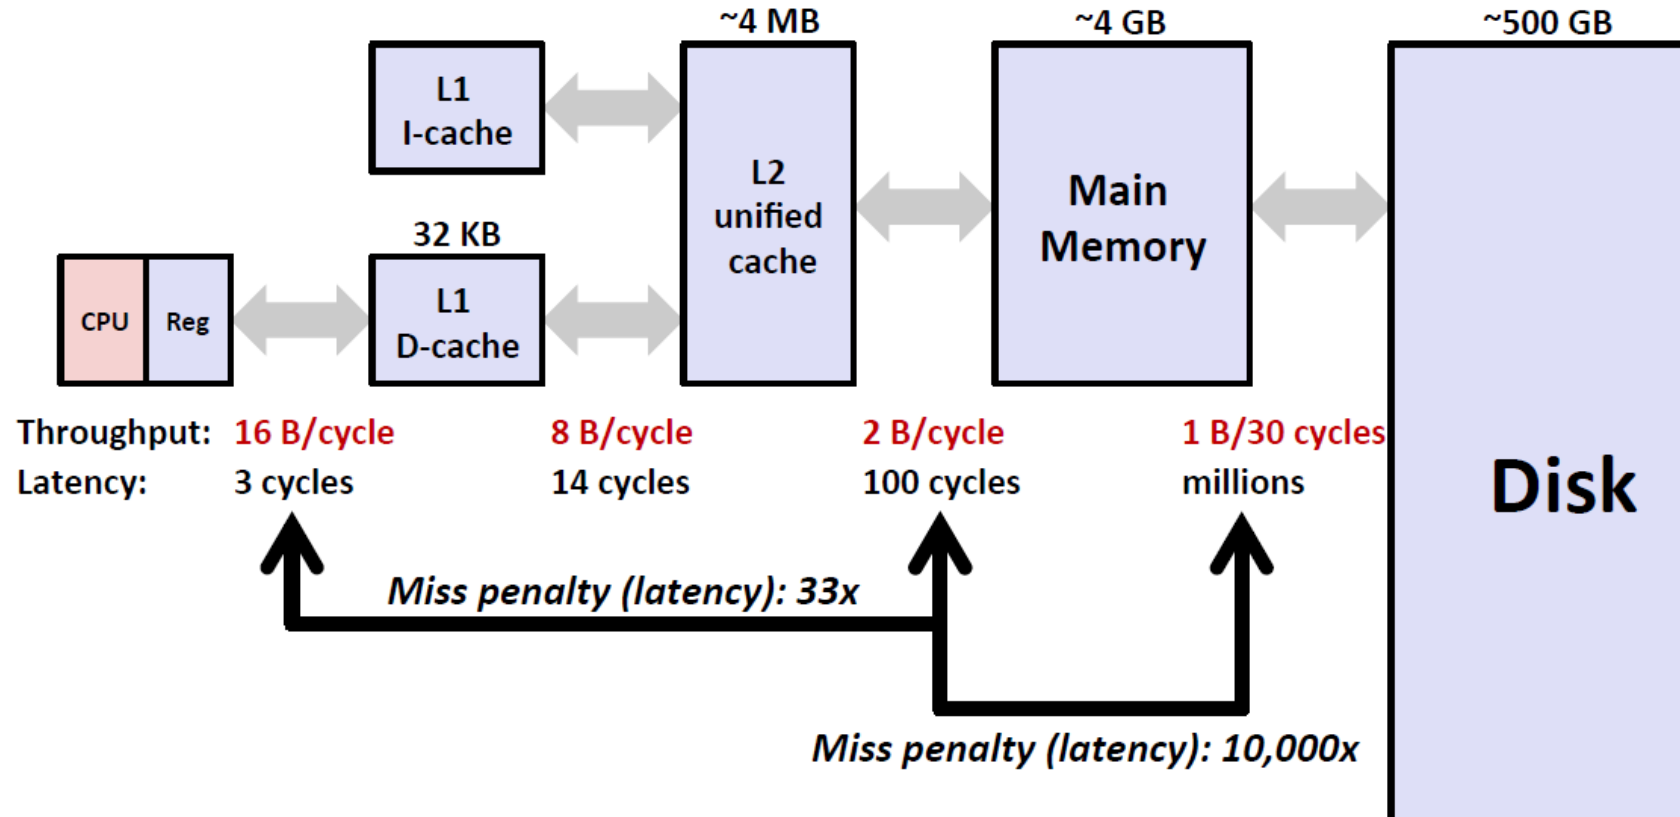 ~4 MB
~4 GB
~500 GB
L1
I-cache
L2
unified
cache
Main
Memory
32 KB
CPU
Reg
L1
D-cache
Disk
Throughput: 16 B/cycle 8 B/cycle 2 B/cycle 1 B/30 cycles
Latency: 3 cycles 14 cycles 100 cycles millions
Miss penalty (latency): 33x
Miss penalty (latency): 10,000x